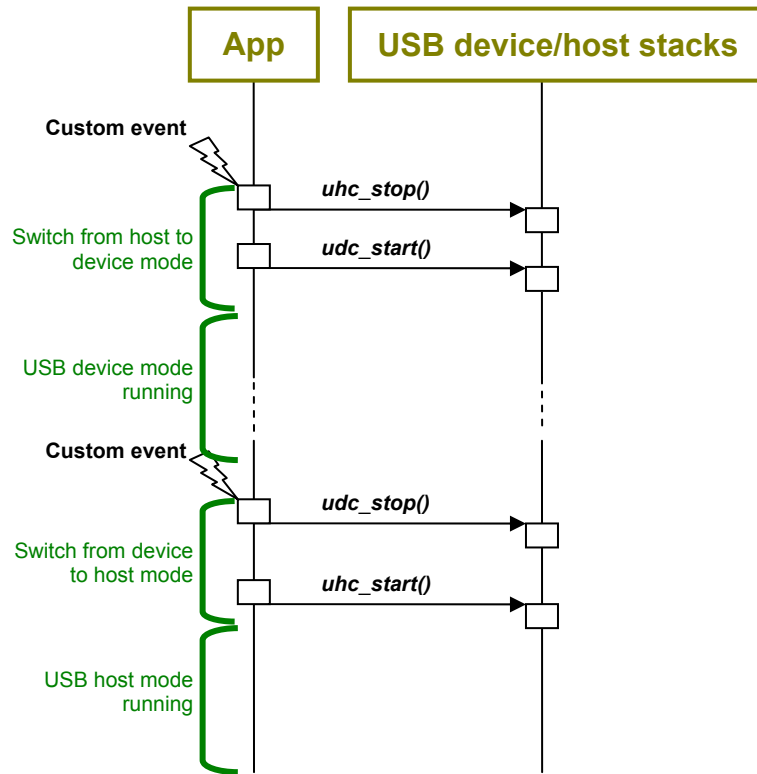 App
USB device/host stacks
Custom event
uhc_stop()
Switch from host to
device mode
udc_start()
USB device mode
running
Custom event
udc_stop()
Switch from device
to host mode
uhc_start()
USB host mode
running